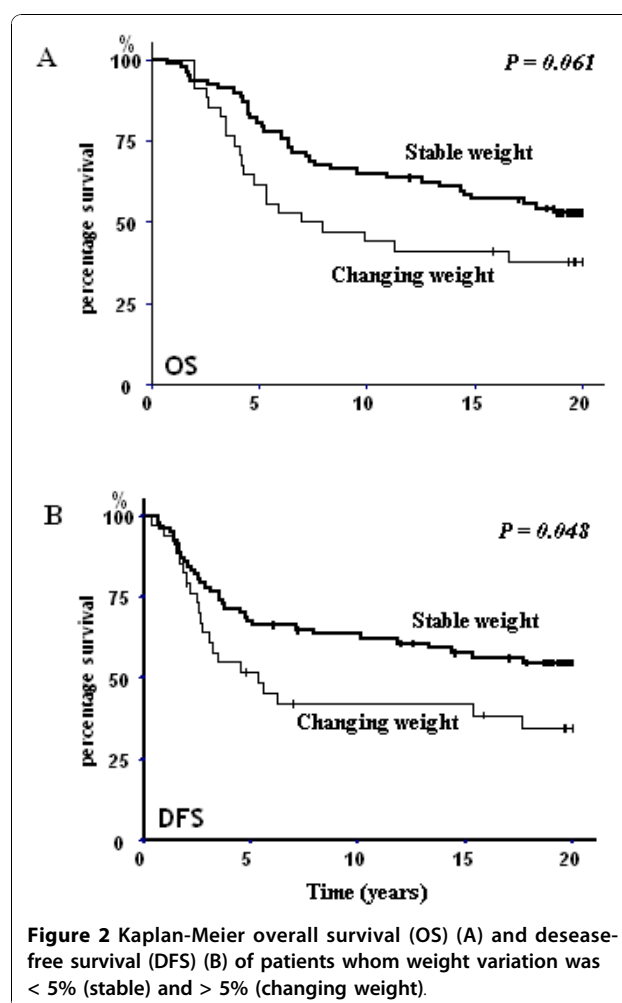 A
%
100
P = 0.061
75
Stable weight
50
Changing weight
25
OS
0
0 5 10 15 20
percentage survival
B
%
100
P = 0.048
75
Stable weight
50
Changing weight
25
DFS
0
0 5 10 15 20
percentage survival
Time (years)
Figure 2 Kaplan-Meier overall survival (OS) (A) and desease-
free survival (DFS) (B) of patients whom weight variation was
< 5% (stable) and > 5% (changing weight).